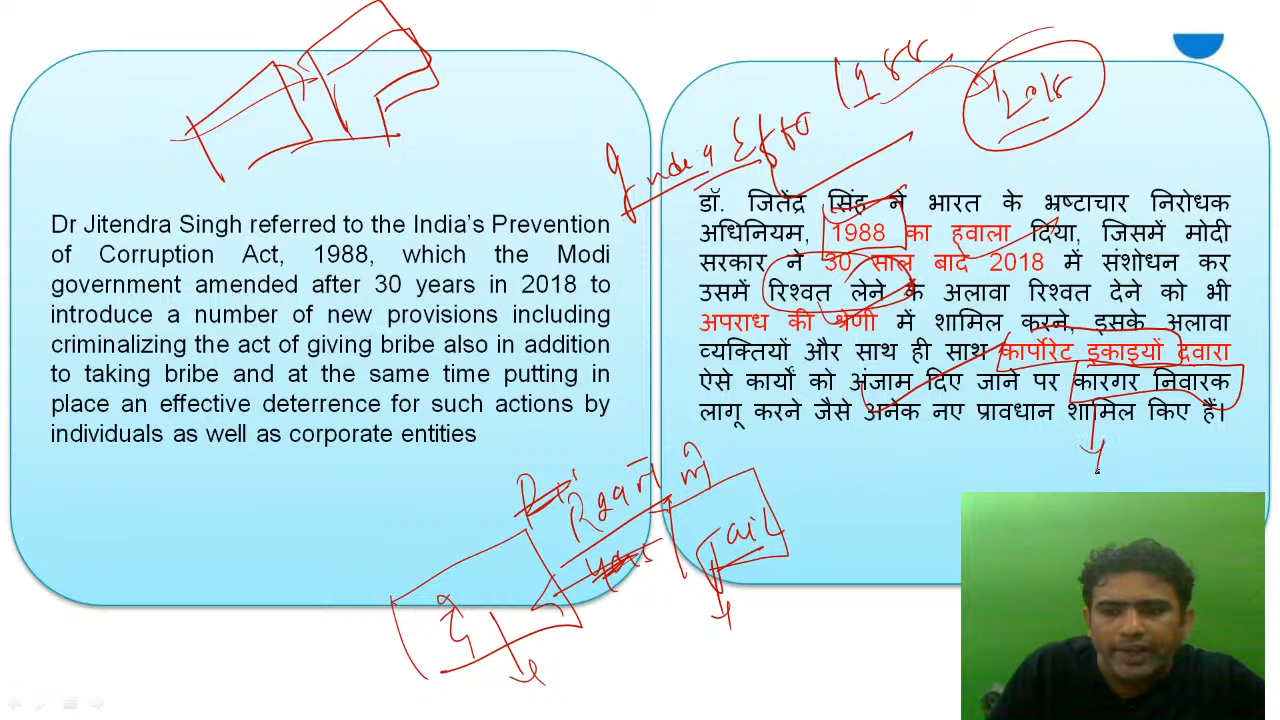 1988
2018
India Effo
Dr Jitendra Singh referred to the India's Prevention
of Corruption Act, 1988, which the Modi
government amended after 30 years in 2018 to
introduce a number of new provisions including
criminalizing the act of giving bribe also in addition
to taking bribe and at the same time putting in
place an effective deterrence for such actions by
individuals as well as corporate entities
डॉ. जितेंद्र सिंह ने भारत के भ्रष्टाचार निरोधक
अधिनियम, 1988 का हवाला दिया, जिसमें मोदी
सरकार ने 30 साल बाद 2018 में संशोधन कर
उसमें रिश्वत लेने के अलावा रिश्वत देने को भी
अपराध की श्रेणी में शामिल करने, इसके अलावा
व्यक्तियों और साथ ही साथ कार्पोरेट इकाइयों द्वारा
ऐसे कार्यों को अंजाम दिए जाने पर कारगर निवारक
लागू करने जैसे अनेक नए प्रावधान शामिल किए हैं।